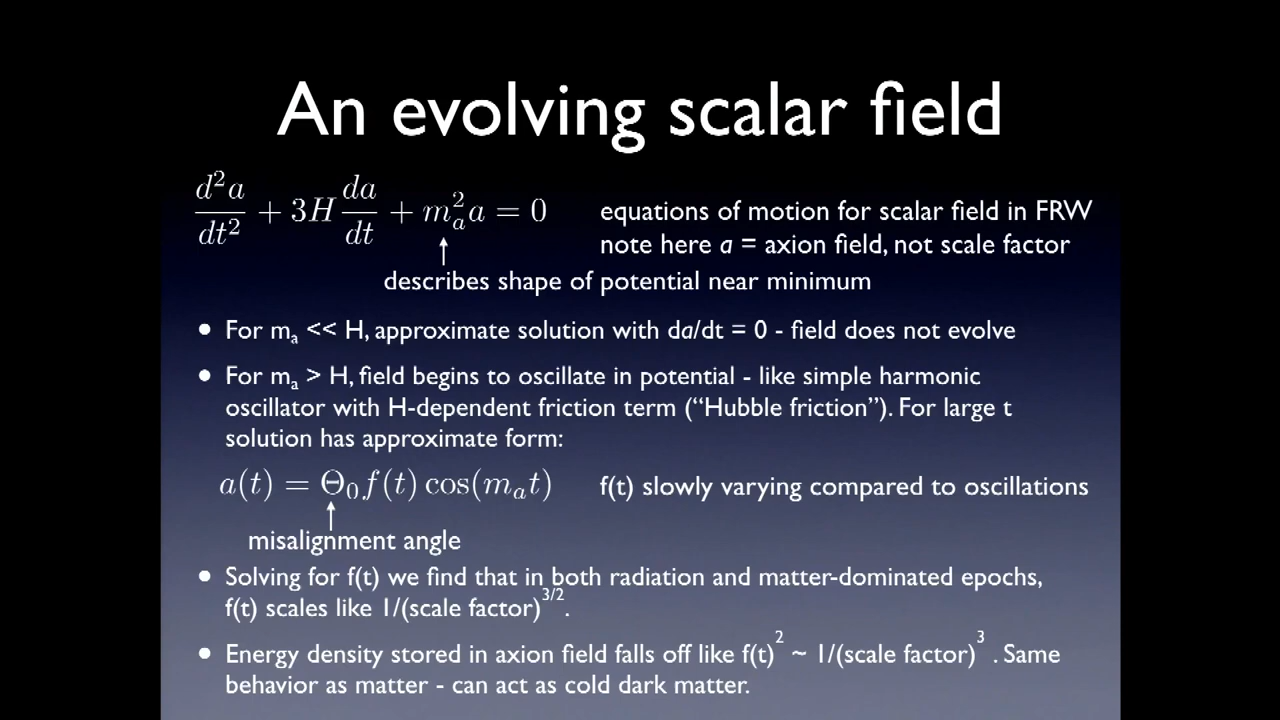 An evolving scalar field
d²a/dt² + 3H da/dt + mₐ²a = 0
equations of motion for scalar field in FRW
note here a = axion field, not scale factor
describes shape of potential near minimum
• For mₐ << H, approximate solution with da/dt = 0 - field does not evolve
• For mₐ > H, field begins to oscillate in potential - like simple harmonic
oscillator with H-dependent friction term (“Hubble friction”). For large t
solution has approximate form:
a(t) = Θ₀f(t) cos(mₐt)
f(t) slowly varying compared to oscillations
misalignment angle
• Solving for f(t) we find that in both radiation and matter-dominated epochs,
f(t) scales like 1/(scale factor)^3/2.
• Energy density stored in axion field falls off like f(t)² ~ 1/(scale factor)³ . Same
behavior as matter - can act as cold dark matter.